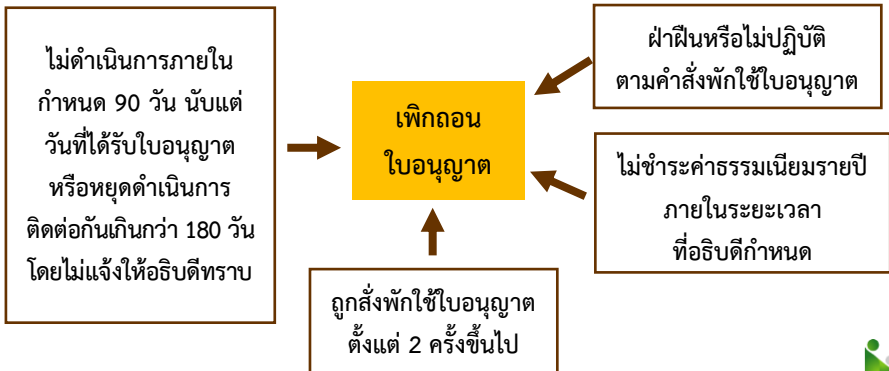 ไม่ดำเนินการภายใน
กำหนด 90 วัน นับแต่
วันที่ได้รับใบอนุญาต
หรือหยุดดำเนินการ
ติดต่อกันเกินกว่า 180 วัน
โดยไม่แจ้งให้อธิบดีทราบ
เพิกถอน
ใบอนุญาต
ฝ่าฝืนหรือไม่ปฏิบัติ
ตามคำสั่งพักใช้ใบอนุญาต
ไม่ชำระค่าธรรมเนียมรายปี
ภายในระยะเวลา
ที่อธิบดีกำหนด
ถูกสั่งพักใช้ใบอนุญาต
ตั้งแต่ 2 ครั้งขึ้นไป